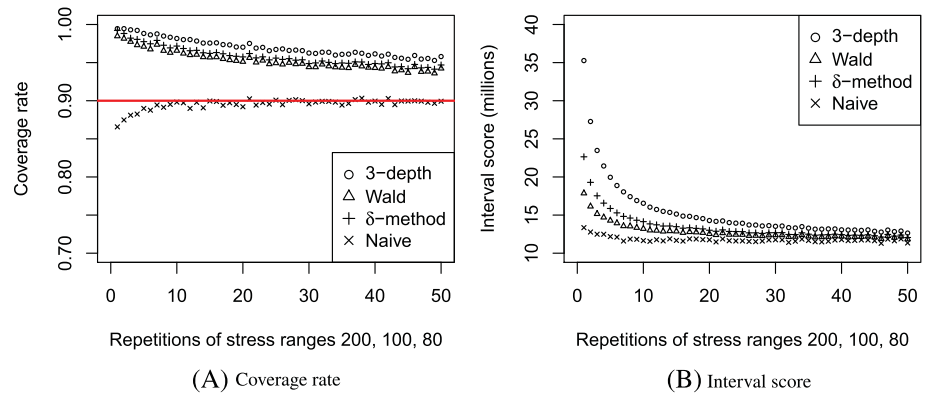 Coverage rate
0.70 0.80 0.90 1.00
3−depth
Wald
δ−method
Naive
0 10 20 30 40 50
Repetitions of stress ranges 200, 100, 80
(A) Coverage rate
Interval score (millions)
10 15 20 25 30 35 40
3−depth
Wald
δ−method
Naive
0 10 20 30 40 50
Repetitions of stress ranges 200, 100, 80
(B) Interval score